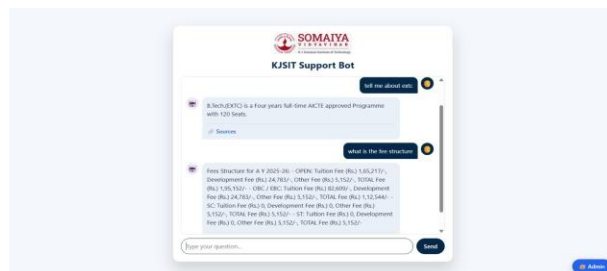 SOMAIYA
VIDYAVIHAR
K J Somaiya Institute of Technology
KJSIT Support Bot
tell me about extc
B.Tech.(EXTC) is a Four years full-time AICTE approved Programme
with 120 Seats.
Sources
what is the fee structure
Fees Structure for A Y 2025-26: - OPEN: Tuition Fee (Rs.) 1,65,217/-,
Development Fee (Rs.) 24,783/-, Other Fee (Rs.) 5,152/-, TOTAL Fee
(Rs.) 1,95,152/- - OBC / EBC: Tuition Fee (Rs.) 82,609/-, Development
Fee (Rs.) 24,783/-, Other Fee (Rs.) 5,152/-, TOTAL Fee (Rs.) 1,12,544/- -
SC: Tuition Fee (Rs.) 0, Development Fee (Rs.) 0, Other Fee (Rs.)
5,152/-, TOTAL Fee (Rs.) 5,152/- - ST: Tuition Fee (Rs.) 0, Development
Fee (Rs.) 0, Other Fee (Rs.) 5,152/-, TOTAL Fee (Rs.) 5,152/-
Type your question...
Send
Admin